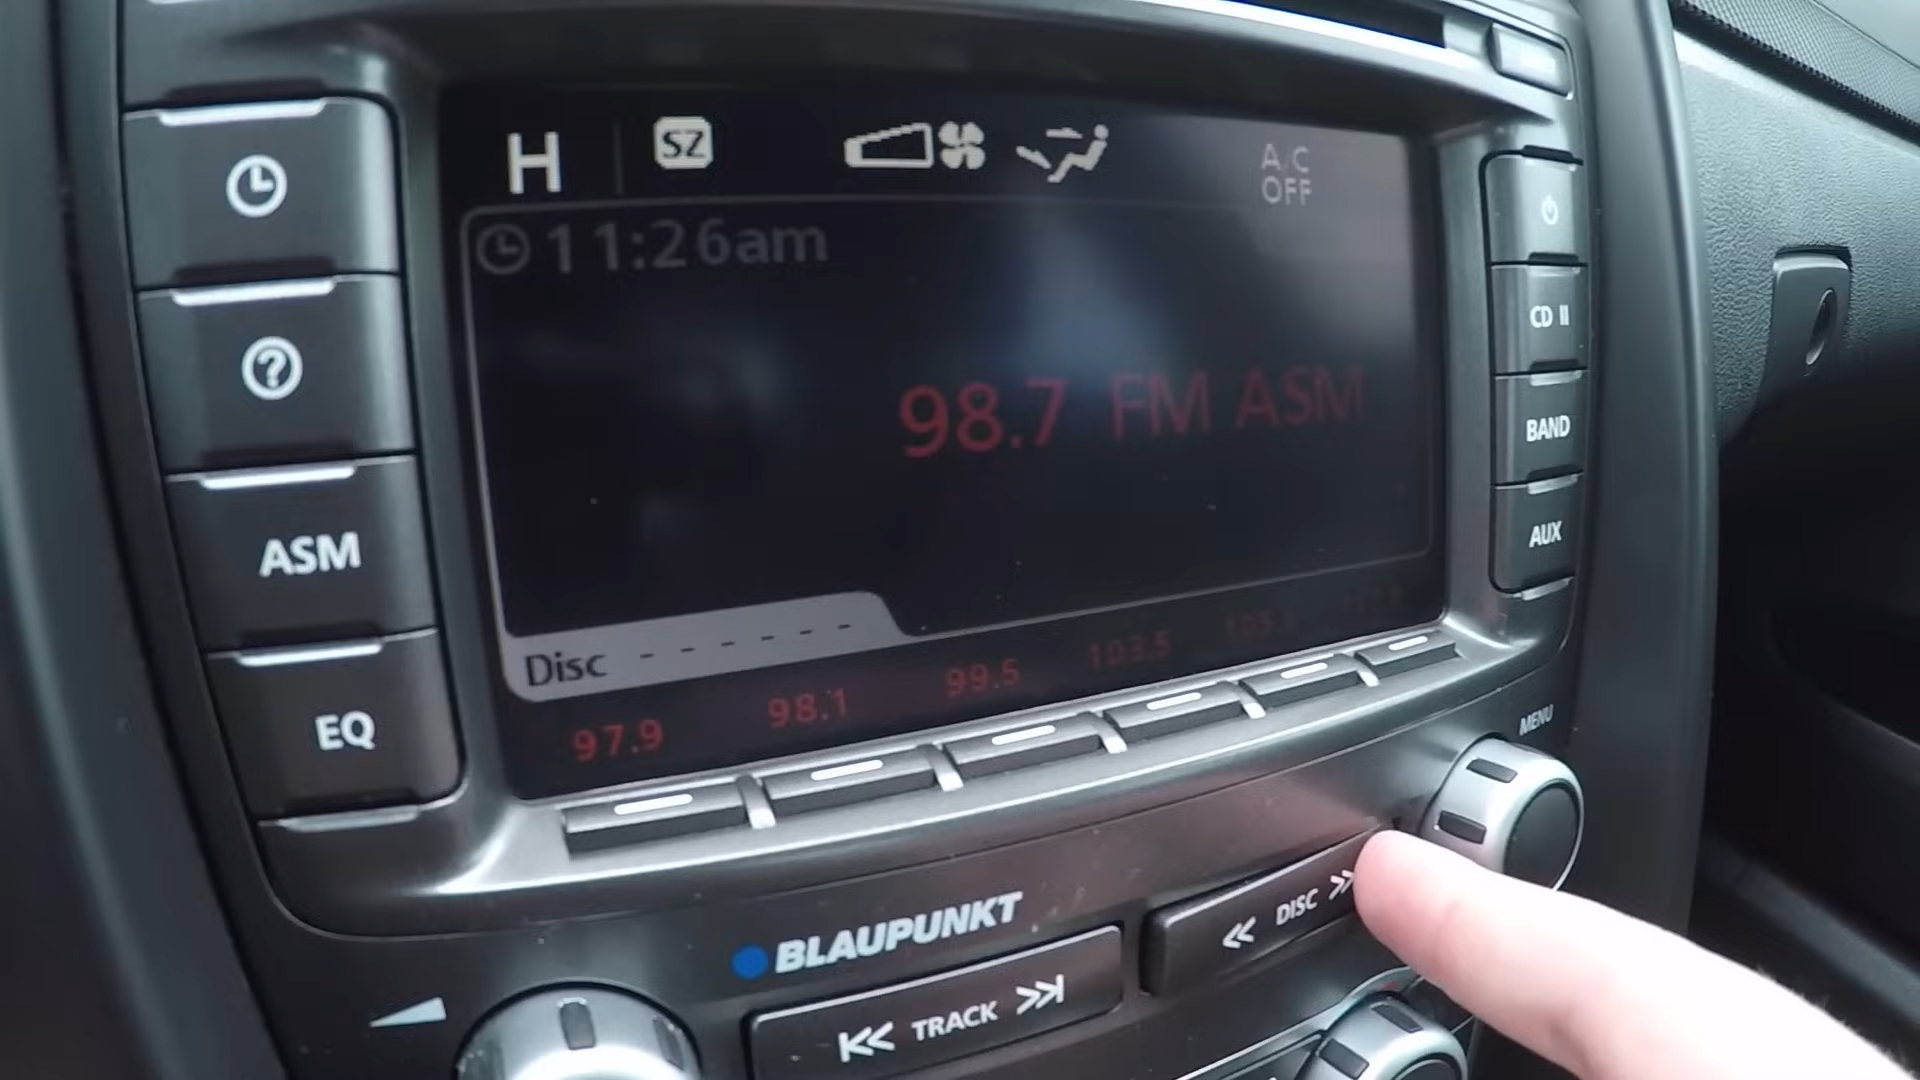 H SZ A/C
OFF
11:26am
CD II
98.7 FM ASM
BAND
ASM
AUX
Disc - - - - - -
97.9 98.1 99.5 103.5
EQ
MENU
BLAUPUNKT
DISC
TRACK